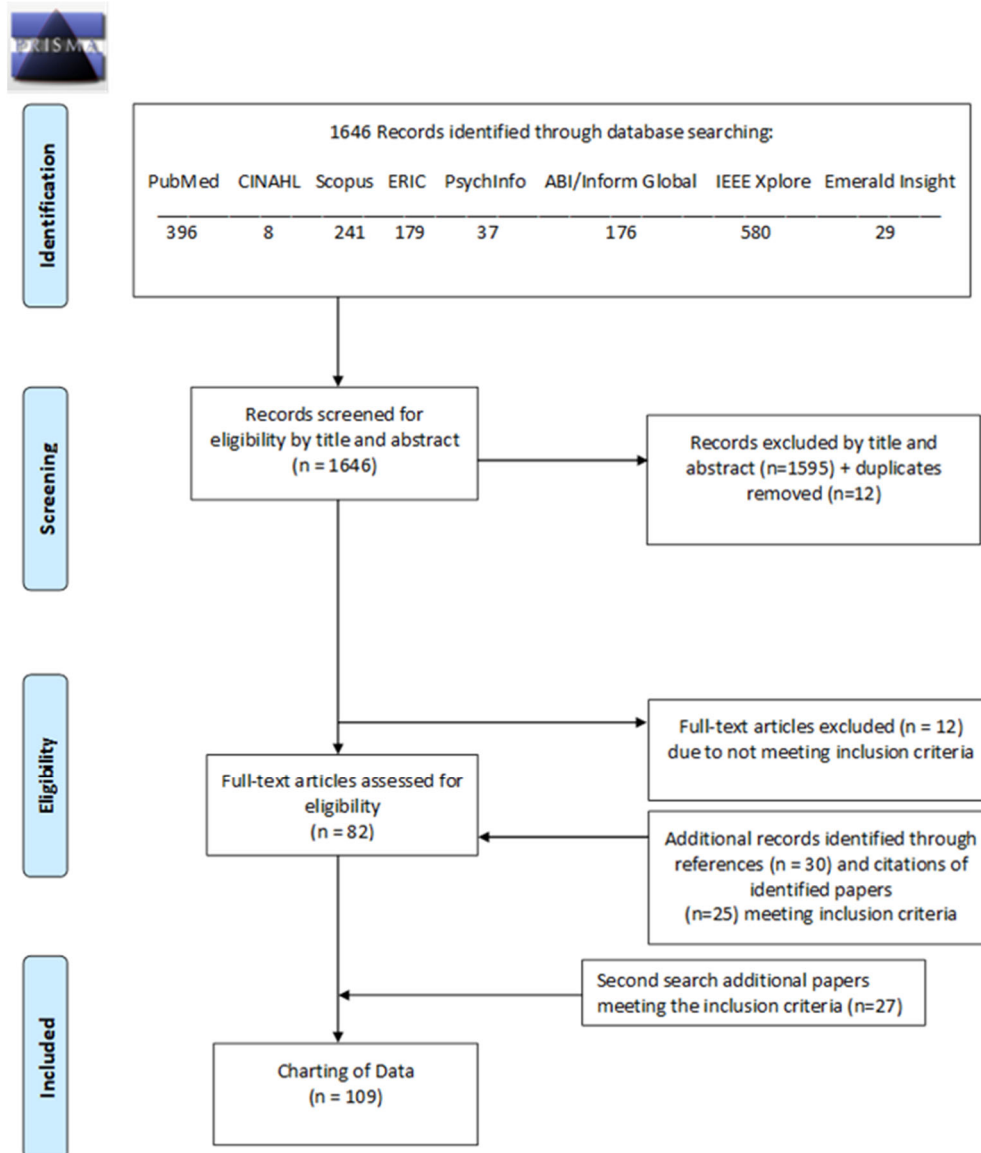 PRISMA
Identification
1646 Records identified through database searching:
PubMed CINAHL Scopus ERIC PsychInfo ABI/Inform Global IEEE Xplore Emerald Insight
396 8 241 179 37 176 580 29
Screening
Records screened for
eligibility by title and abstract
(n = 1646)
Records excluded by title and
abstract (n=1595) + duplicates
removed (n=12)
Eligibility
Full-text articles excluded (n = 12)
due to not meeting inclusion criteria
Full-text articles assessed for
eligibility
(n = 82)
Additional records identified through
references (n = 30) and citations of
identified papers
(n=25) meeting inclusion criteria
Included
Second search additional papers
meeting the inclusion criteria (n=27)
Charting of Data
(n = 109)